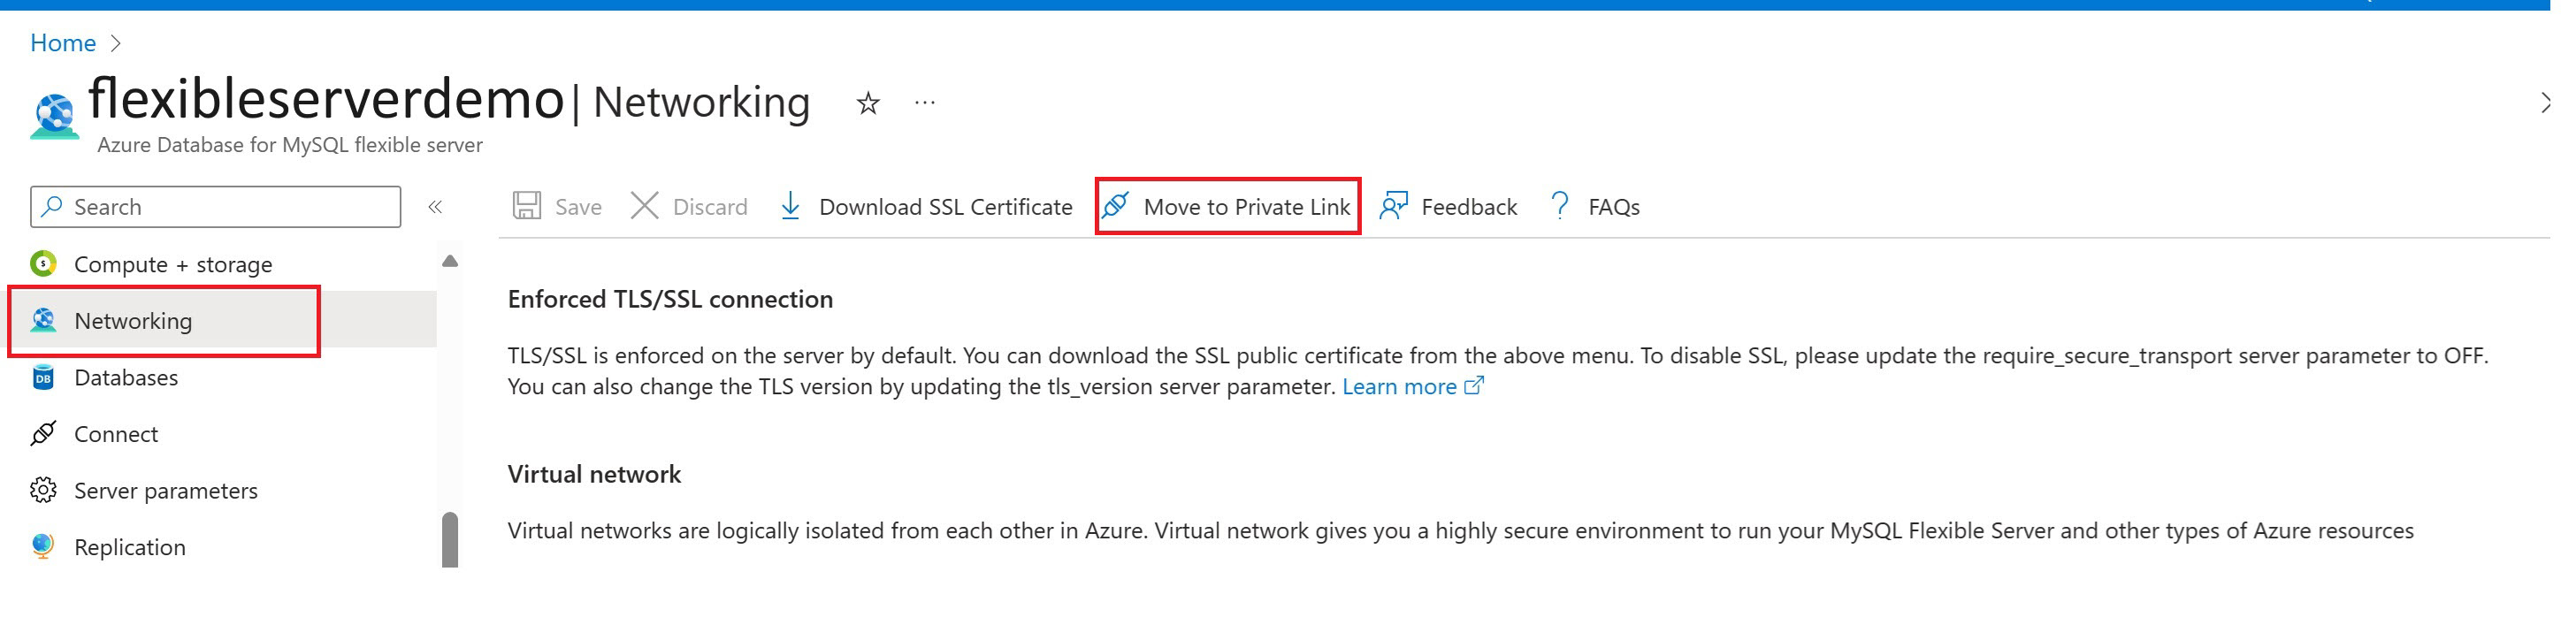 Home
flexibleserverdemo | Networking
Azure Database for MySQL flexible server
Search
Save
Discard
Download SSL Certificate
Move to Private Link
Feedback
FAQs
Compute + storage
Networking
Databases
Connect
Server parameters
Replication
Enforced TLS/SSL connection
TLS/SSL is enforced on the server by default. You can download the SSL public certificate from the above menu. To disable SSL, please update the require_secure_transport server parameter to OFF.
You can also change the TLS version by updating the tls_version server parameter. Learn more
Virtual network
Virtual networks are logically isolated from each other in Azure. Virtual network gives you a highly secure environment to run your MySQL Flexible Server and other types of Azure resources